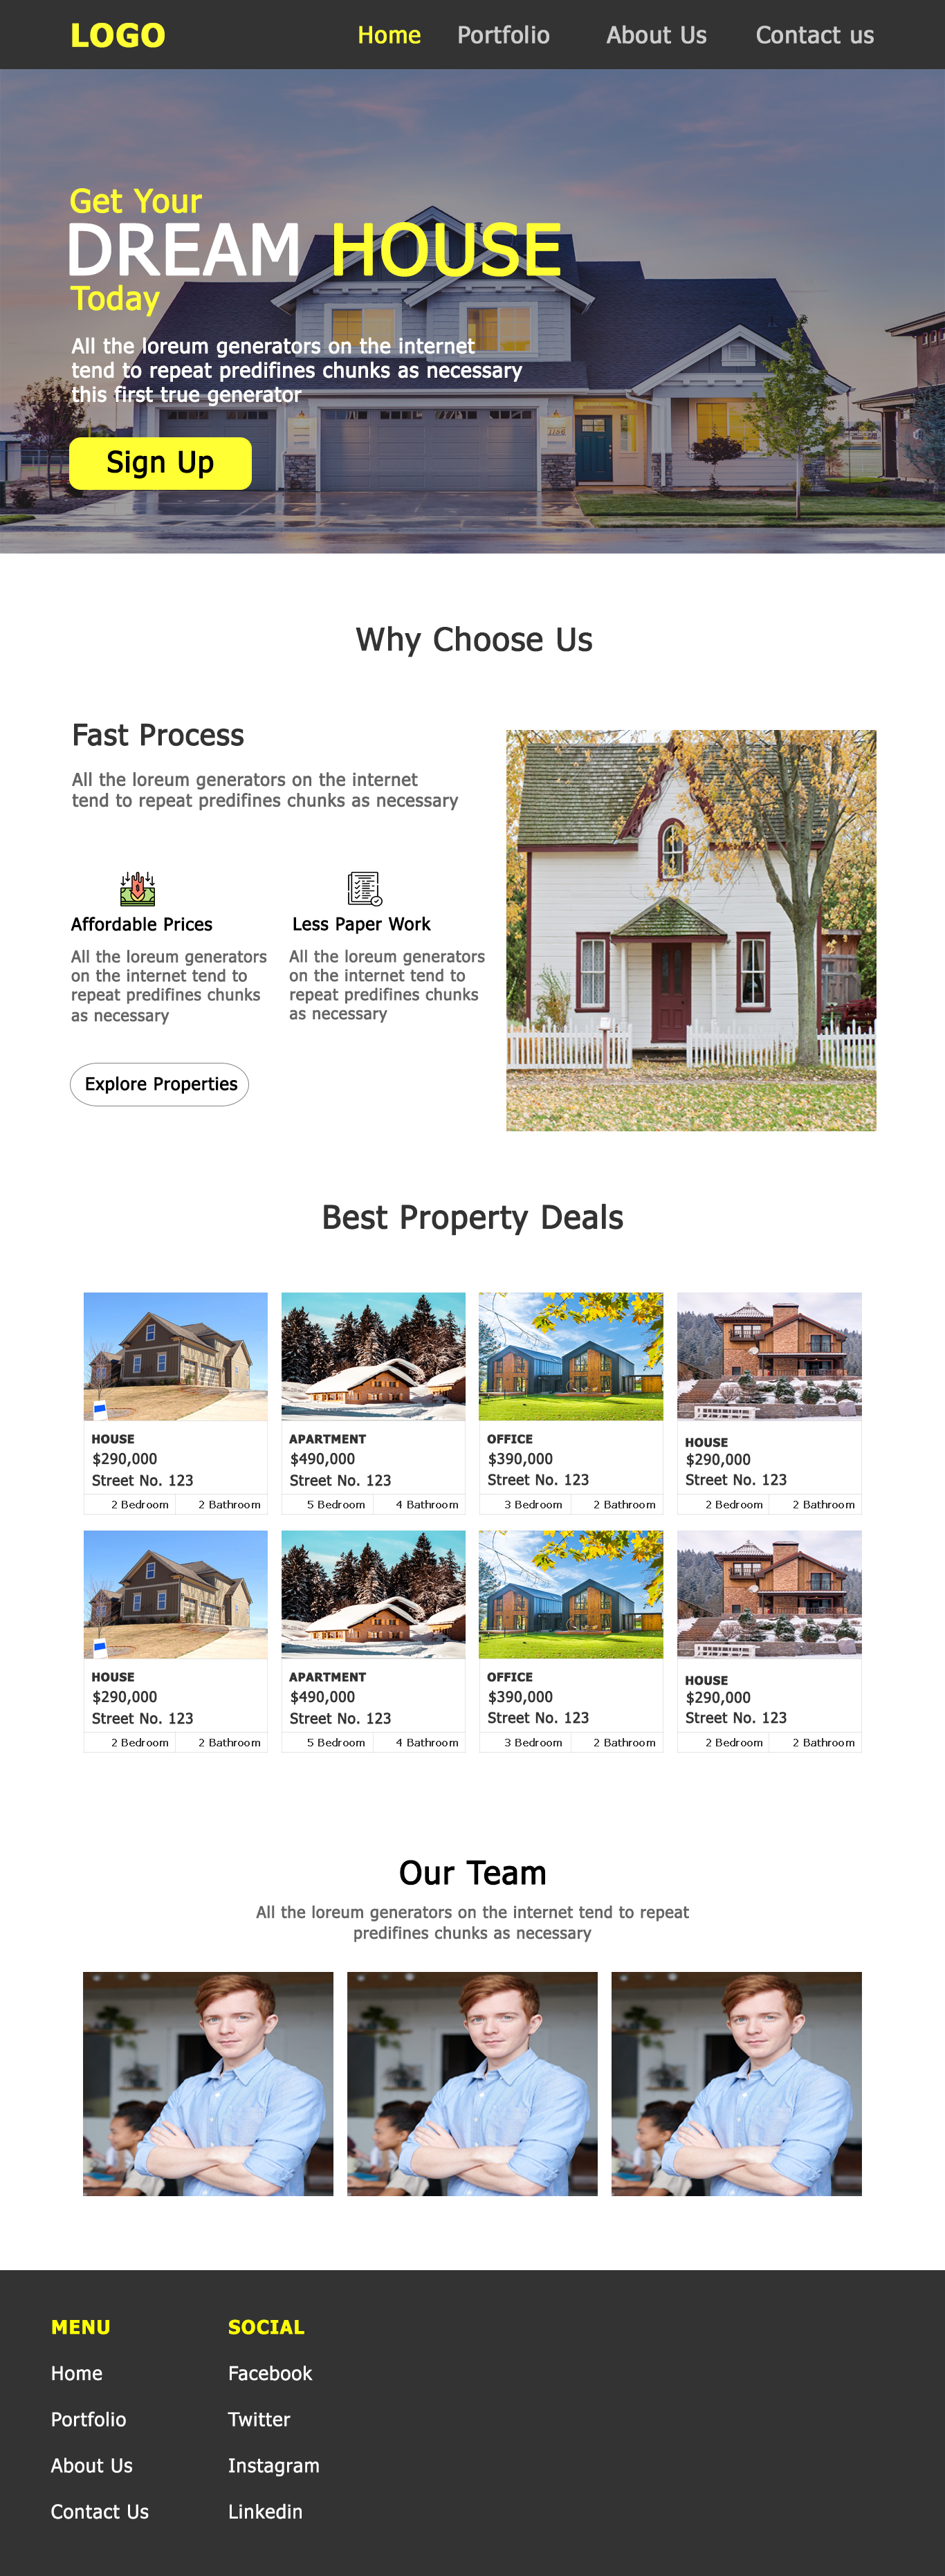 LOGO
Home Portfolio About Us Contact us
Get Your
DREAM HOUSE
Today
All the loreum generators on the internet
tend to repeat predifines chunks as necessary
this first true generator
Sign Up
Why Choose Us
Fast Process
All the loreum generators on the internet
tend to repeat predifines chunks as necessary
Affordable Prices
All the loreum generators
on the internet tend to
repeat predifines chunks
as necessary
Less Paper Work
All the loreum generators
on the internet tend to
repeat predifines chunks
as necessary
Explore Properties
Best Property Deals
HOUSE
$290,000
Street No. 123
2 Bedroom 2 Bathroom
APARTMENT
$490,000
Street No. 123
5 Bedroom 4 Bathroom
OFFICE
$390,000
Street No. 123
3 Bedroom 2 Bathroom
HOUSE
$290,000
Street No. 123
2 Bedroom 2 Bathroom
HOUSE
$290,000
Street No. 123
2 Bedroom 2 Bathroom
APARTMENT
$490,000
Street No. 123
5 Bedroom 4 Bathroom
OFFICE
$390,000
Street No. 123
3 Bedroom 2 Bathroom
HOUSE
$290,000
Street No. 123
2 Bedroom 2 Bathroom
Our Team
All the loreum generators on the internet tend to repeat
predifines chunks as necessary
MENU
Home
Portfolio
About Us
Contact Us
SOCIAL
Facebook
Twitter
Instagram
Linkedin